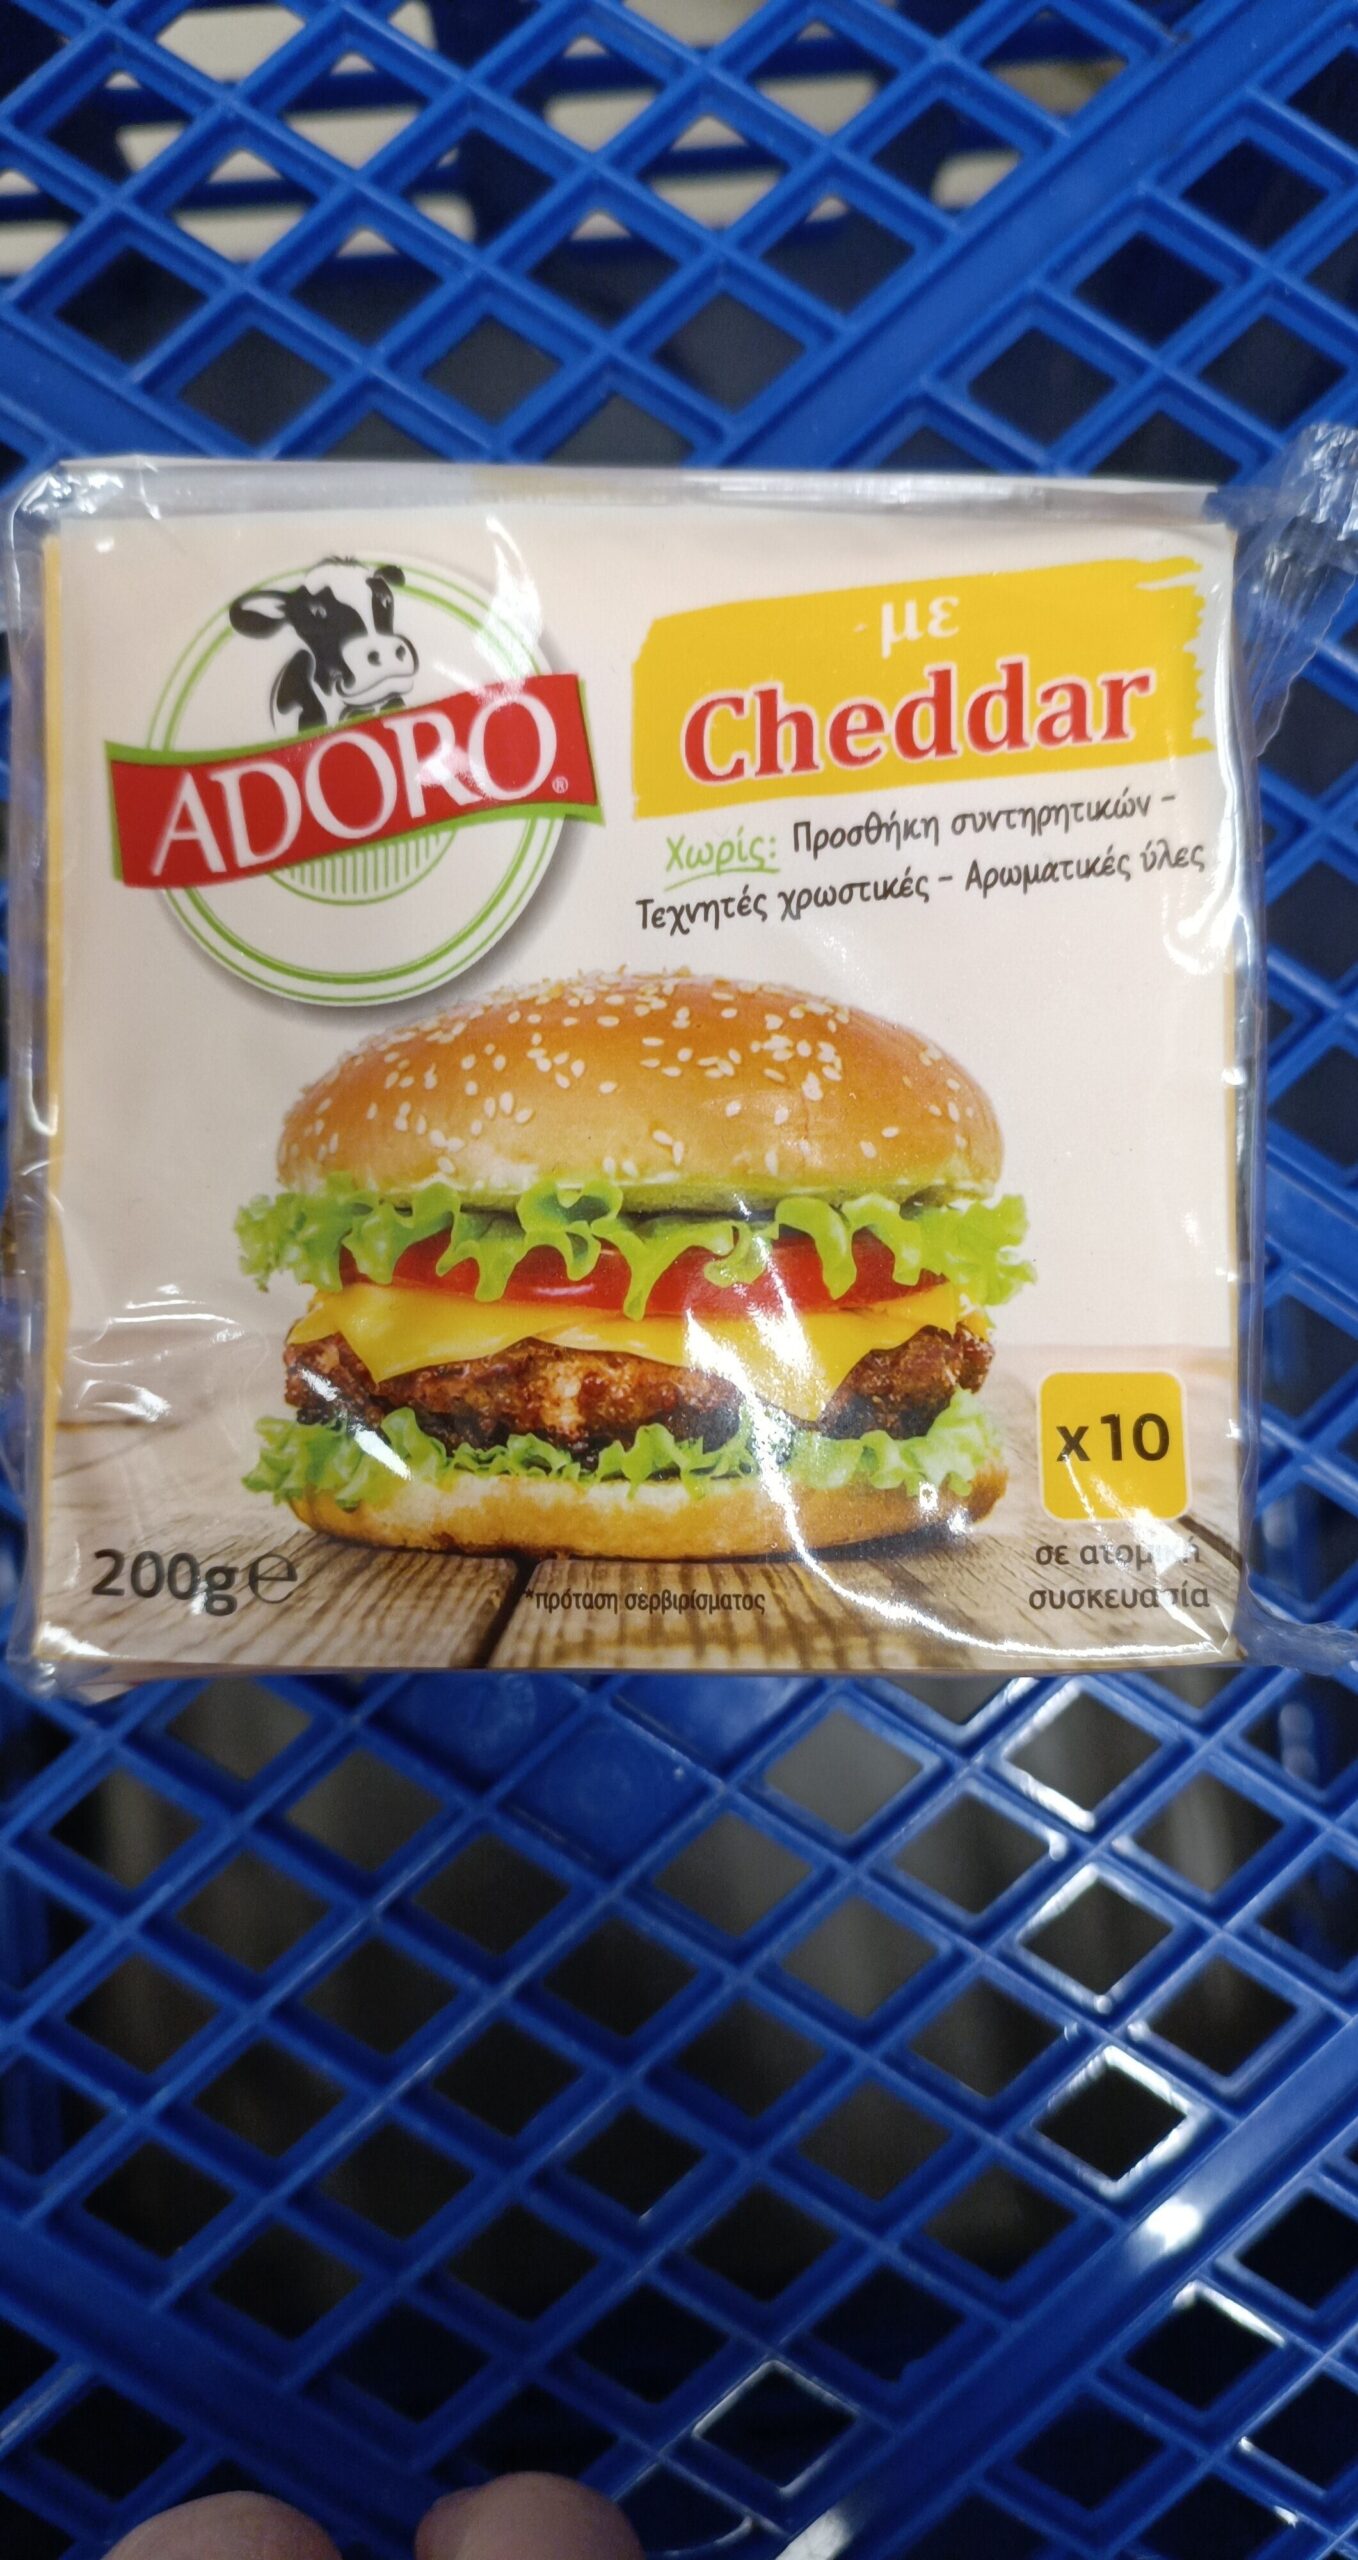 ADORO®
με
Cheddar
Χωρίς: Προσθήκη συντηρητικών -
Τεχνητές χρωστικές - Αρωματικές ύλες
x10
σε ατομική
συσκευασία
200g℮
*πρόταση σερβιρίσματος